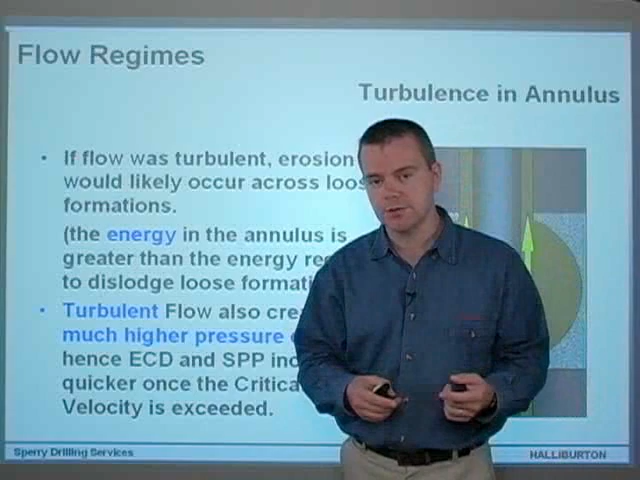 Flow Regimes
Turbulence in Annulus
• If flow was turbulent, erosion
would likely occur across loos
formations.
(the energy in the annulus is
greater than the energy re
to dislodge loose formati
• Turbulent Flow also crea
much higher pressure
hence ECD and SPP inc
quicker once the Critica
Velocity is exceeded.
Sperry Drilling Services
HALLIBURTON